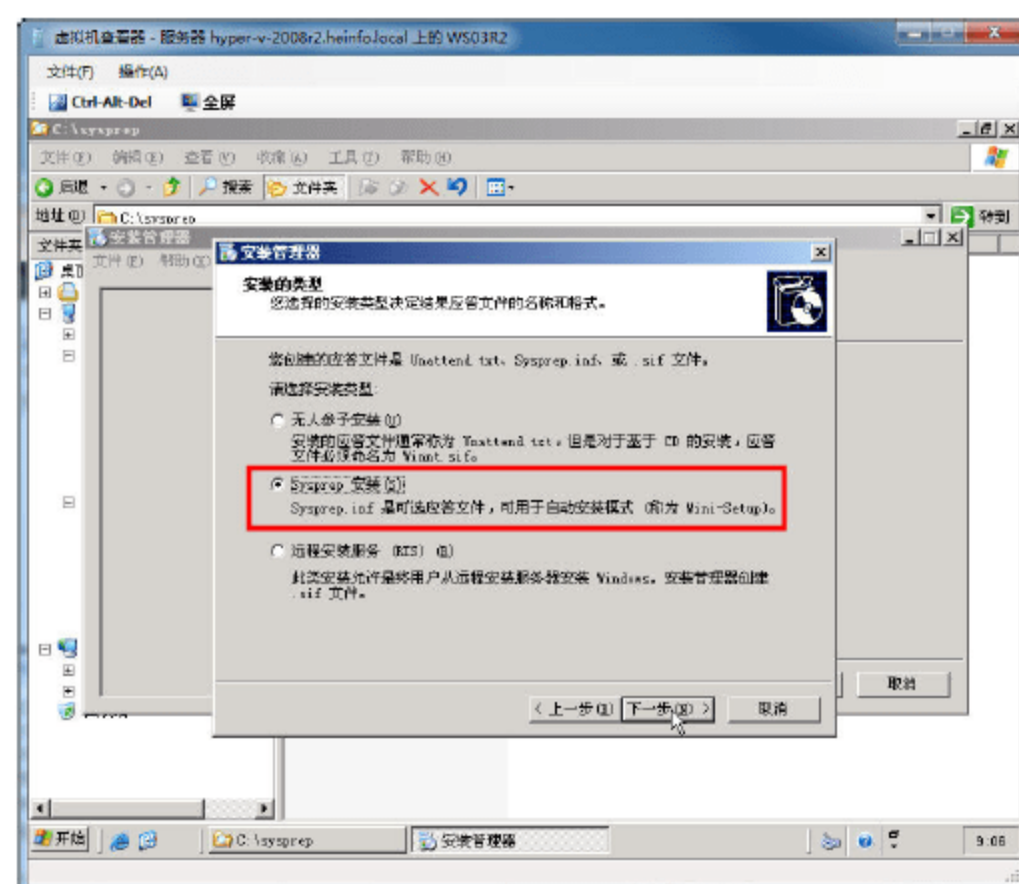 虚拟机查看器 - 服务器 hyper-v-2008r2.heinfo.local 上的 WS03R2
文件(F) 操作(A)
Ctrl-Alt-Del 全屏
C:\sysprep
文件(F) 编辑(E) 查看(V) 收藏(A) 工具(T) 帮助(H)
后退 搜索 文件夹
地址(D) C:\sysprep 转到
文件夹
安装管理器
文件(F) 帮助(H)
安装管理器
安装的类型
您选择的安装类型决定结果应答文件的名称和格式。
您创建的应答文件是 Unattend.txt、Sysprep.inf、或 .sif 文件。
请选择安装类型:
无人参予安装(U)
安装的应答文件通常称为 Unattend.txt，但是对于基于 CD 的安装，应答
文件必须命名为 Winnt.sif。
Sysprep 安装(S)
Sysprep.inf 是可选应答文件，可用于自动安装模式 (称为 Mini-Setup)。
远程安装服务 (RIS) (R)
此类安装允许最终用户从远程安装服务器安装 Windows。安装管理器创建
.sif 文件。
取消
< 上一步(B) 下一步(N) > 取消
开始 C:\sysprep 安装管理器 9:06